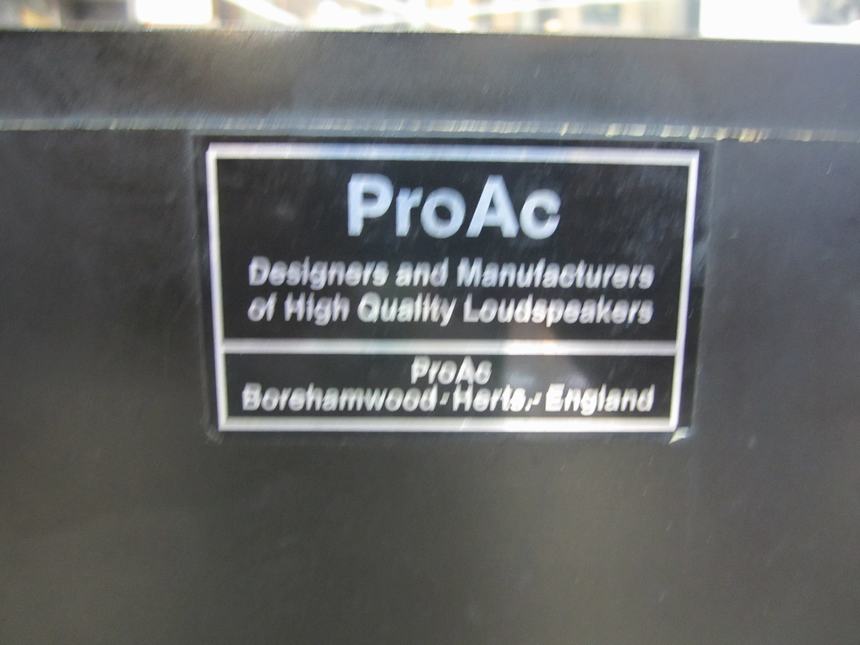 ProAc
Designers and Manufacturers
of High Quality Loudspeakers
ProAc
Borehamwood - Herts. - England